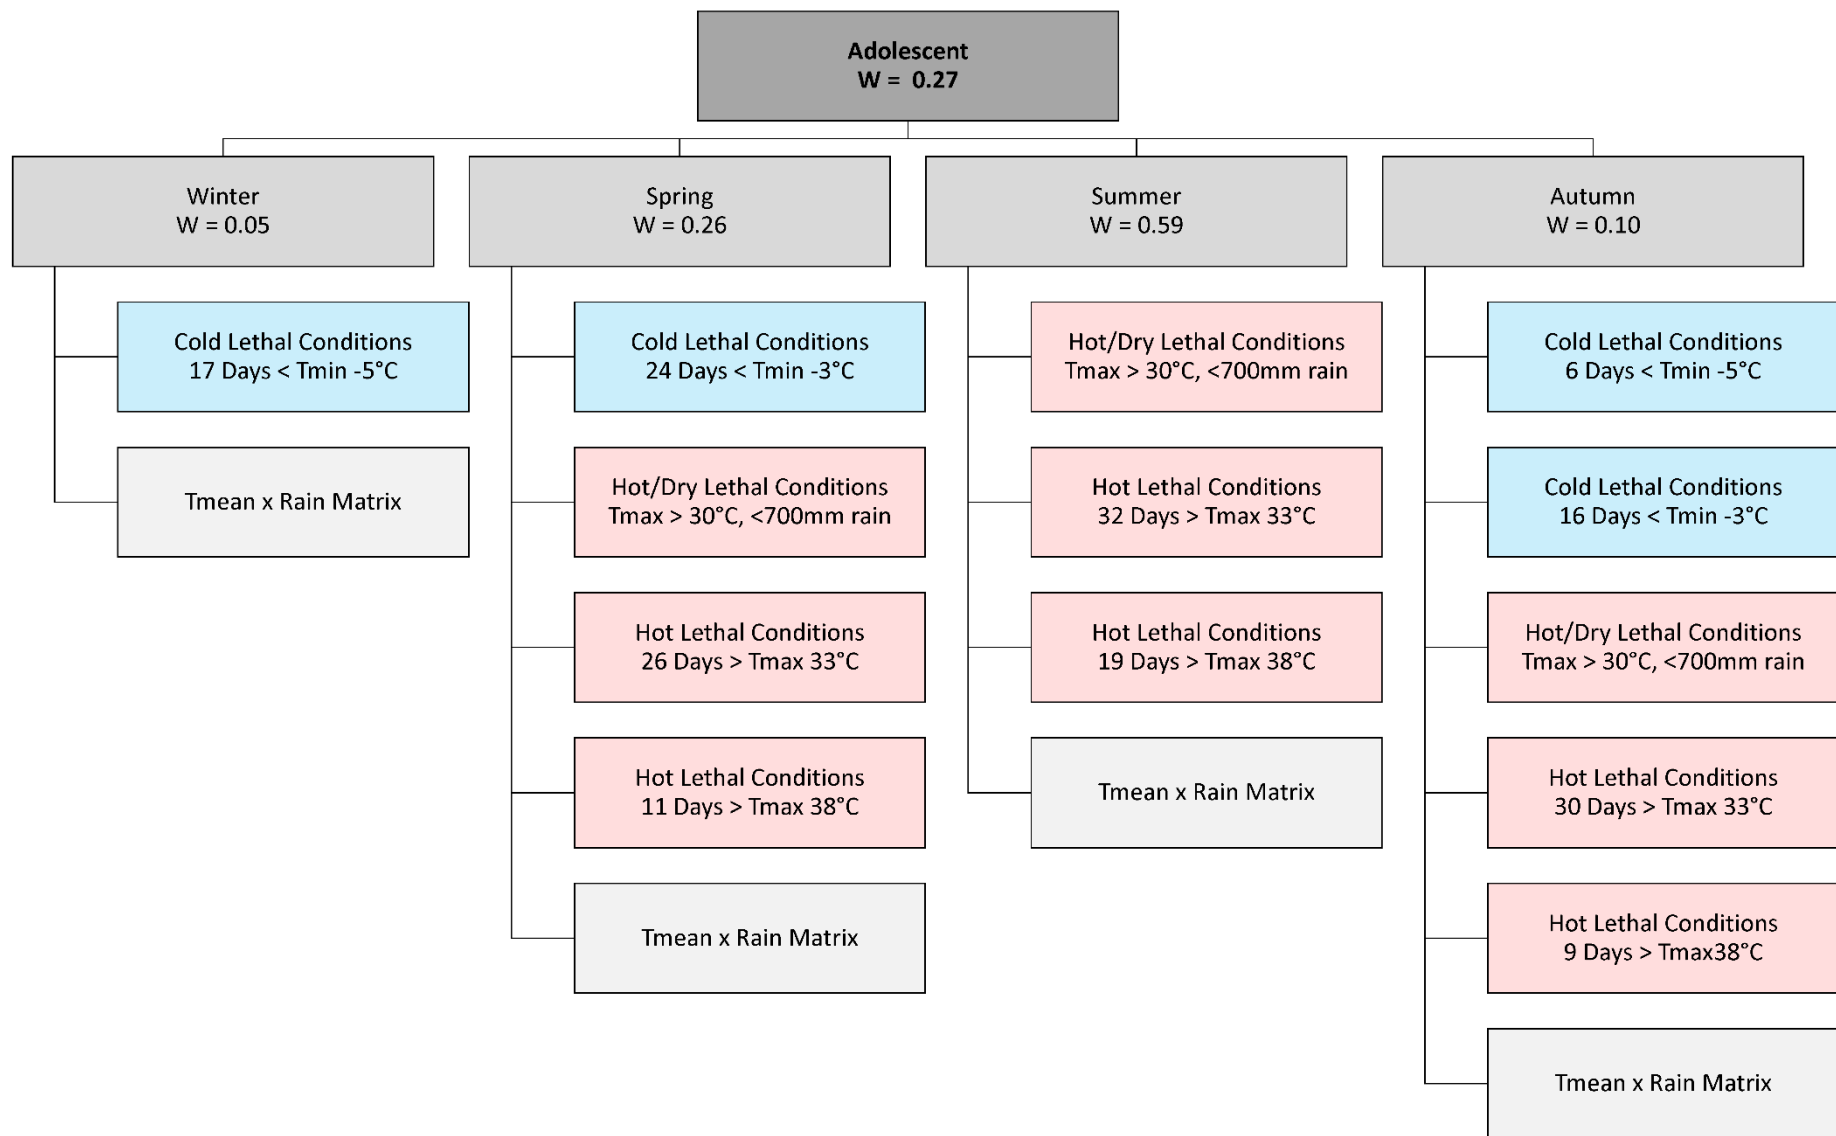 Adolescent
W =  0.27
Winter
W = 0.05
Cold Lethal Conditions
17 Days < Tmin -5°C
Tmean x Rain Matrix
Spring
W = 0.26
Cold Lethal Conditions
24 Days < Tmin -3°C
Hot/Dry Lethal Conditions
Tmax > 30°C, <700mm rain
Hot Lethal Conditions
26 Days > Tmax 33°C
Hot Lethal Conditions
11 Days > Tmax 38°C
Tmean x Rain Matrix
Summer
W = 0.59
Hot/Dry Lethal Conditions
Tmax > 30°C, <700mm rain
Hot Lethal Conditions
32 Days > Tmax 33°C
Hot Lethal Conditions
19 Days > Tmax 38°C
Tmean x Rain Matrix
Autumn
W = 0.10
Cold Lethal Conditions
6 Days < Tmin -5°C
Cold Lethal Conditions
16 Days < Tmin -3°C
Hot/Dry Lethal Conditions
Tmax > 30°C, <700mm rain
Hot Lethal Conditions
30 Days > Tmax 33°C
Hot Lethal Conditions
9 Days > Tmax38°C
Tmean x Rain Matrix